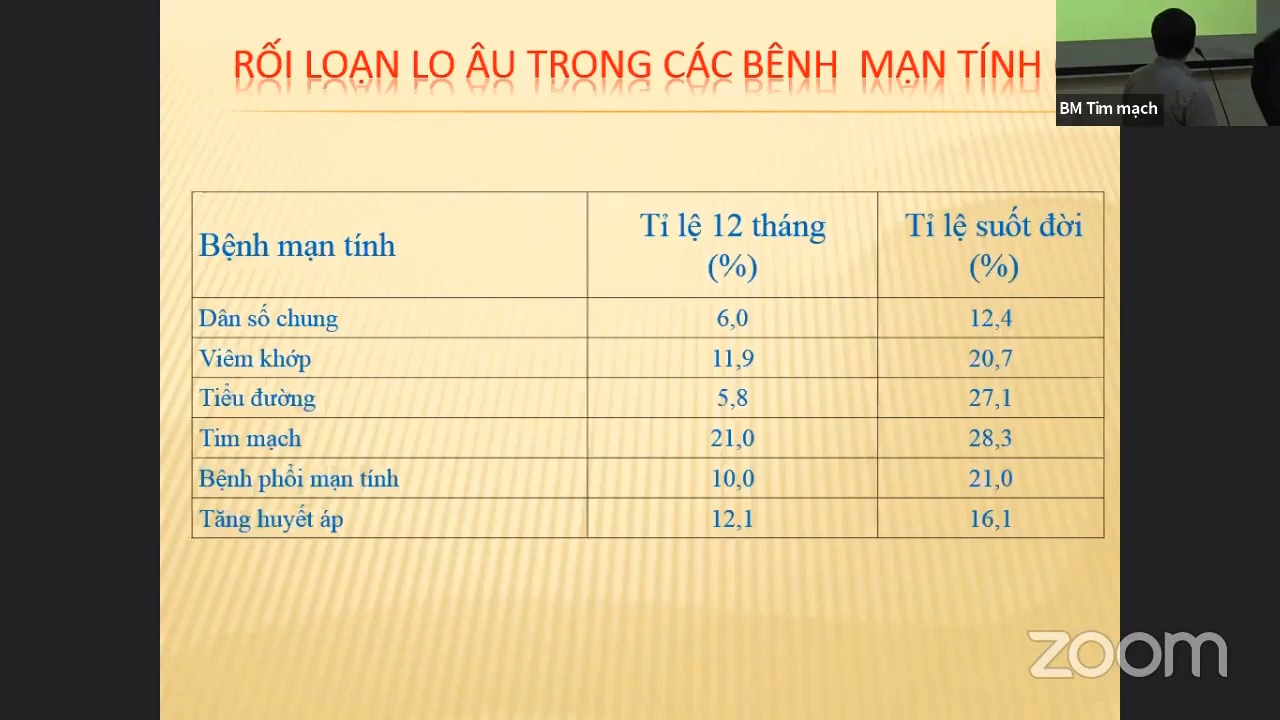 RỐI LOẠN LO ÂU TRONG CÁC BÊNH MẠN TÍNH
BM Tim mạch
Bệnh mạn tính
Tỉ lệ 12 tháng
(%)
Tỉ lệ suốt đời
(%)
Dân số chung 6,0 12,4
Viêm khớp 11,9 20,7
Tiểu đường 5,8 27,1
Tim mạch 21,0 28,3
Bệnh phổi mạn tính 10,0 21,0
Tăng huyết áp 12,1 16,1
zoom